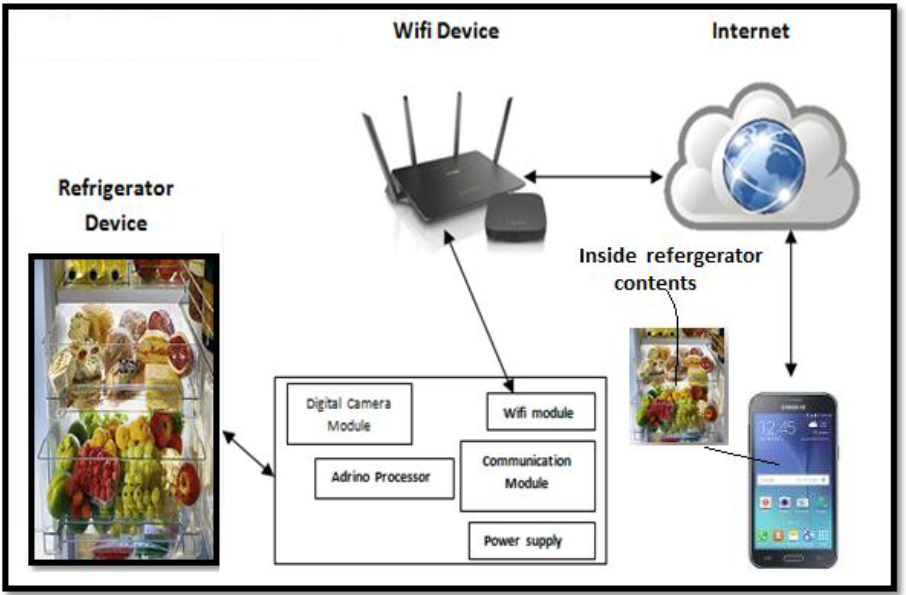 Wifi Device
Internet
Refrigerator
Device
Inside refergerator
contents
Digital Camera
Module
Wifi module
Adrino Processor
Communication
Module
Power supply
12:45